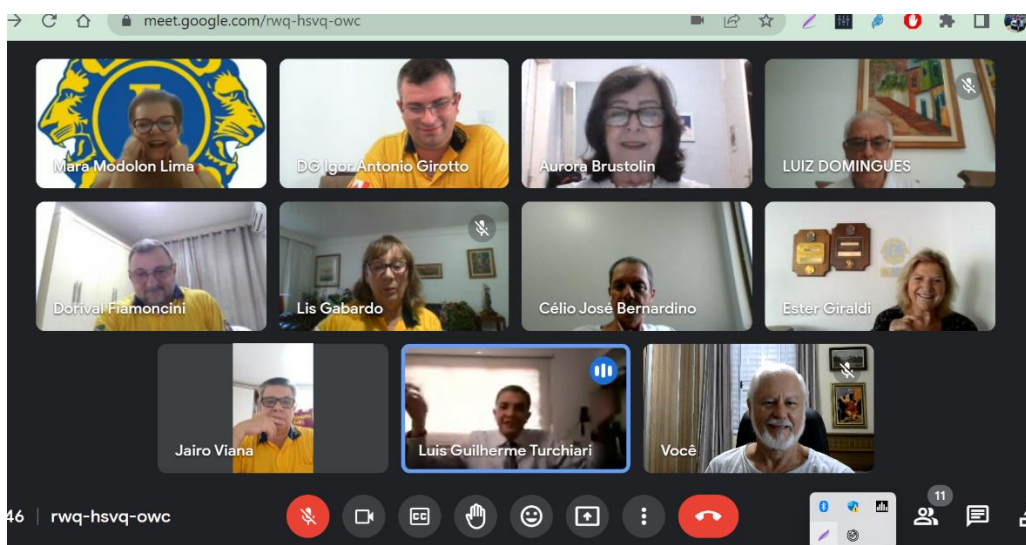 meet.google.com/rwq-hsvq-owc
Mara Modolon Lima
DG Igor Antonio Girotto
Aurora Brustolin
LUIZ DOMINGUES
Dorival Fiamoncini
Lis Gabardo
Célio José Bernardino
Ester Giraldi
Jairo Viana
Luis Guilherme Turchiari
Você
46 | rwq-hsvq-owc
CC
11